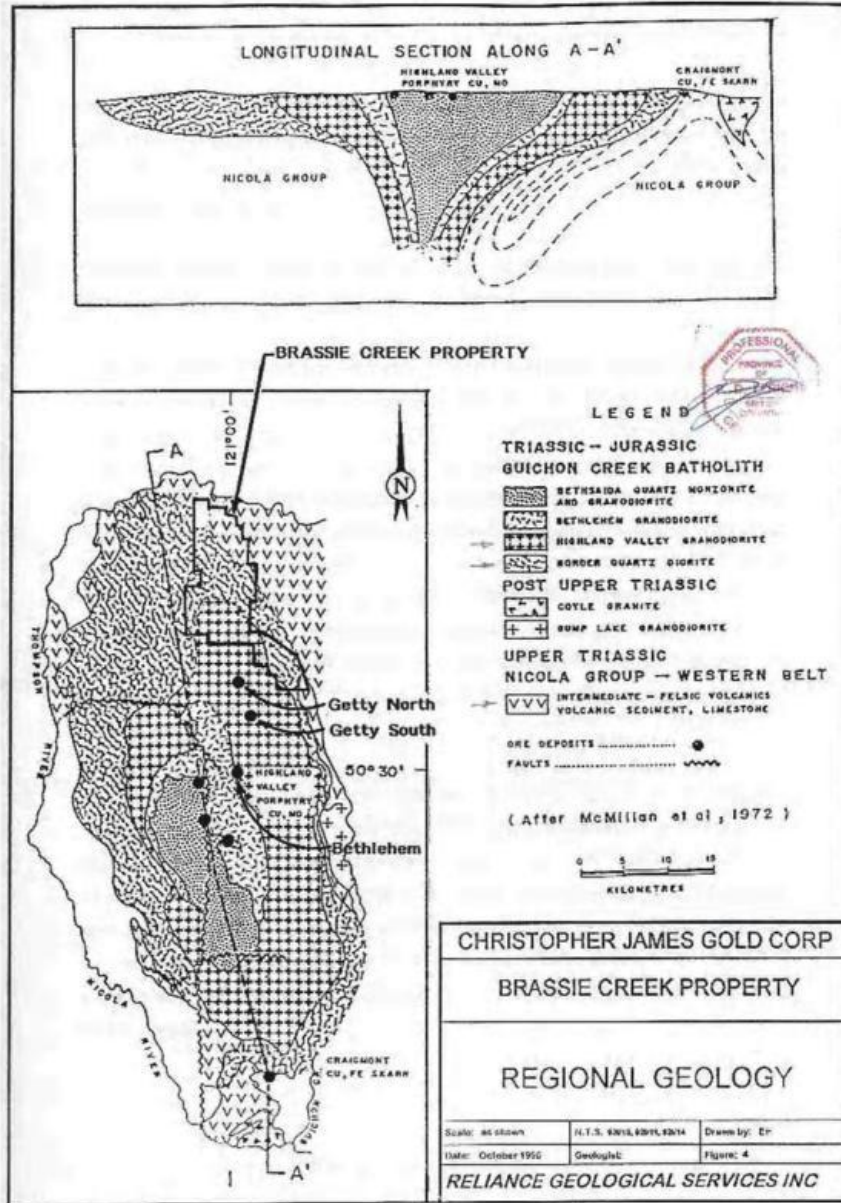 LONGITUDINAL SECTION ALONG A-A'
HIGHLAND VALLEY
PORPHYRY CU, MO
CRAIGMONT
CU, FE SKARN
NICOLA GROUP
NICOLA GROUP
BRASSIE CREEK PROPERTY
A
121°00'
N
THOMPSON
RIVER
Getty North
Getty South
50°30'
HIGHLAND
VALLEY
PORPHYRY
CU, MO
Bethlehem
NICOLA
RIVER
CRAIGMONT
CU, FE SKARN
GUICHON CR.
A'
PROFESSIONAL
PROVINCE
OF
LEGEND
TRIASSIC - JURASSIC
GUICHON CREEK BATHOLITH
BETHSAIDA QUARTZ MONZONITE
AND GRANODIORITE
BETHLEHEM GRANODIORITE
HIGHLAND VALLEY GRANODIORITE
BORDER QUARTZ DIORITE
POST UPPER TRIASSIC
COYLE GRANITE
GUMP LAKE GRANODIORITE
UPPER TRIASSIC
NICOLA GROUP - WESTERN BELT
INTERMEDIATE - FELSIC VOLCANICS
VOLCANIC SEDIMENT, LIMESTONE
ORE DEPOSITS
FAULTS
(After McMillan et al, 1972)
0 5 10 15
KILOMETRES
CHRISTOPHER JAMES GOLD CORP
BRASSIE CREEK PROPERTY
REGIONAL GEOLOGY
Scale: as shown
N.T.S.
Drawn by:
Date: October
Geologist:
Figure: 4
RELIANCE GEOLOGICAL SERVICES INC